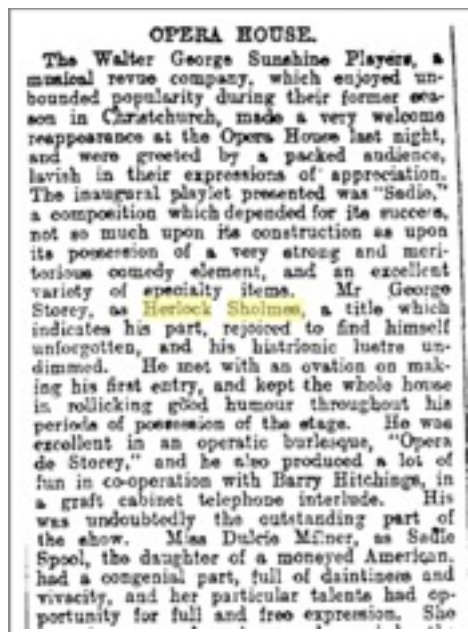 OPERA HOUSE.
The Walter George Sunshine Players, a
musical revue company, which enjoyed un-
bounded popularity during their former sea-
son in Christchurch, made a very welcome
reappearance at the Opera House last night,
and were greeted by a packed audience,
lavish in their expressions of appreciation.
The inaugural playlet presented was "Sadie,"
a composition which depended for its success,
not so much upon its construction as upon
its possession of a very strong and meri-
torious comedy element, and an excellent
variety of specialty items. Mr George
Storey, as Herlock Sholmes, a title which
indicates his part, rejoiced to find himself
unforgotten, and his histrionic lustre un-
dimmed. He met with an ovation on mak-
ing his first entry, and kept the whole house
in rollicking good humour throughout his
periods of possession of the stage. He was
excellent in an operatic burlesque, "Opera
de Storey," and he also produced a lot of
fun in co-operation with Barry Hitchings, in
a graft cabinet telephone interlude. His
was undoubtedly the outstanding part of
the show. Miss Dulcie Milner, as Sadie
Spool, the daughter of a moneyed American,
had a congenial part, full of daintiness and
vivacity, and her particular talents had op-
portunity for full and free expression. She